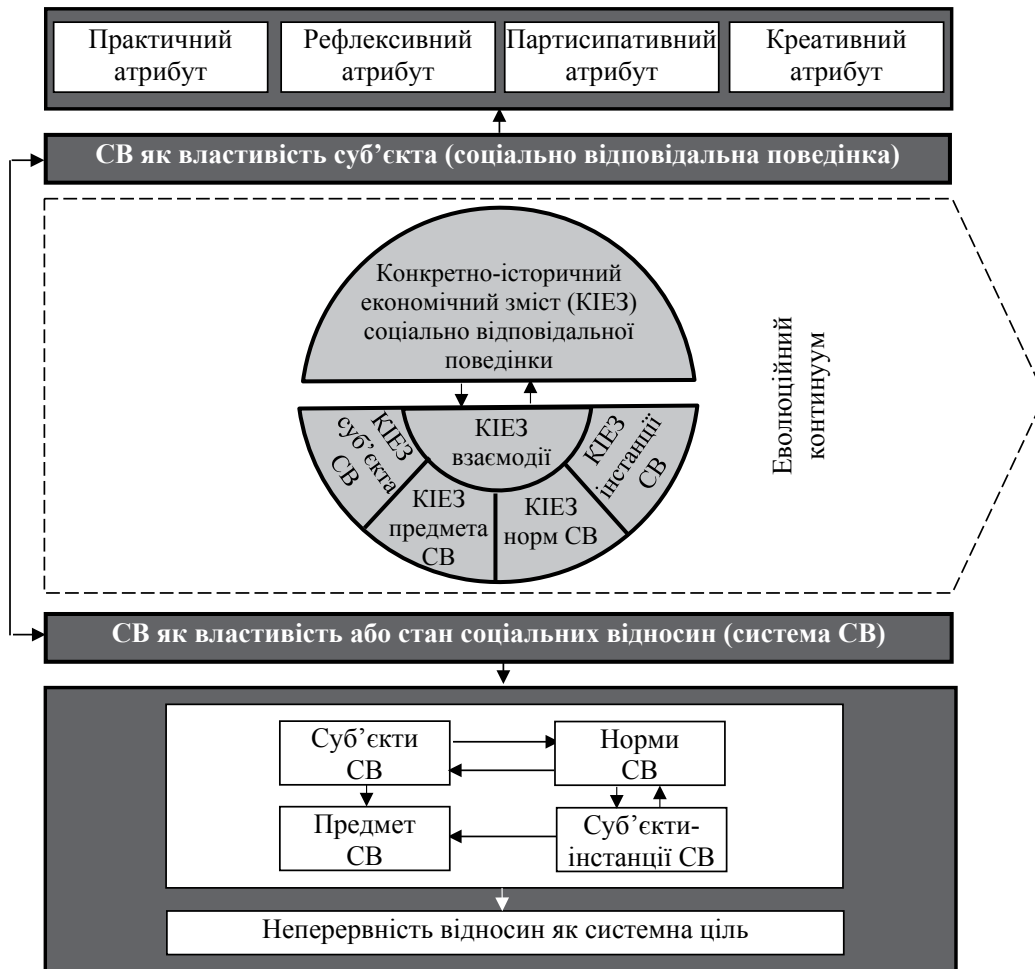 Практичний
атрибут
Рефлексивний
атрибут
Партисипативний
атрибут
Креативний
атрибут
СВ як властивість суб’єкта (соціально відповідальна поведінка)
Конкретно-історичний
економічний зміст (КІЕЗ)
соціально відповідальної
поведінки
КІЕЗ
взаємодії
КІЕЗ
суб’єкта
СВ
КІЕЗ
предмета
СВ
КІЕЗ
норм СВ
КІЕЗ
інстанції
СВ
Еволюційний
континуум
СВ як властивість або стан соціальних відносин (система СВ)
Суб’єкти
СВ
Норми
СВ
Предмет
СВ
Суб’єкти-
інстанції СВ
Неперервність відносин як системна ціль